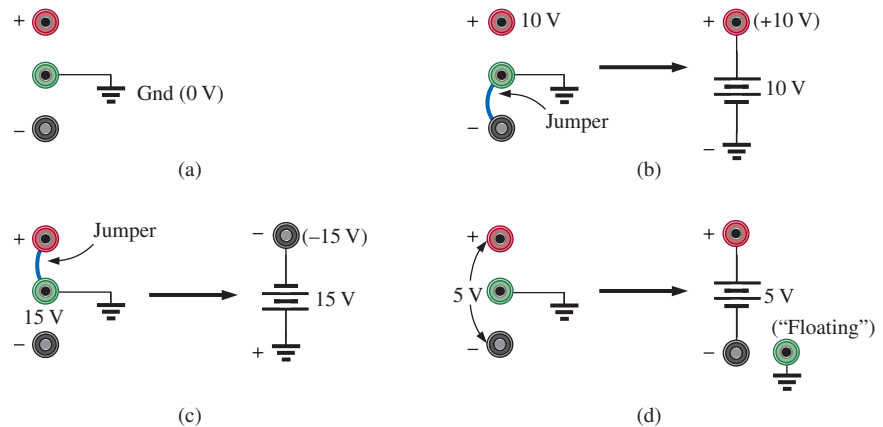 +
Gnd (0 V)
–
(a)
+ 10 V
Jumper
–
+ (+10 V)
10 V
–
(b)
+
Jumper
15 V
–
– (–15 V)
15 V
+
(c)
+
5 V
–
+
5 V
(“Floating”)
–
(d)